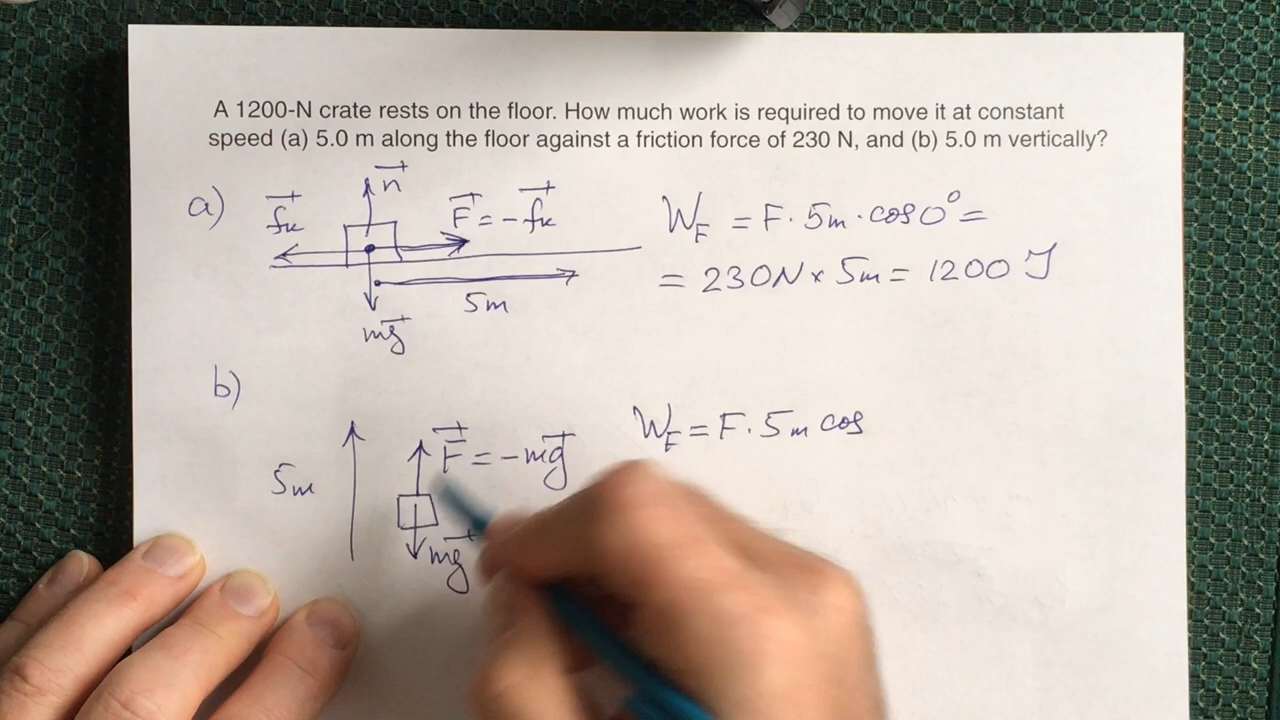 A 1200-N crate rests on the floor. How much work is required to move it at constant
speed (a) 5.0 m along the floor against a friction force of 230 N, and (b) 5.0 m vertically?
a)
n⃗
f⃗k
F⃗ = -f⃗k
5m
mg⃗
W_F = F · 5m · cos 0° =
= 230N × 5m = 1200 J
b)
5m
F⃗ = -mg⃗
mg⃗
W_F = F · 5m cos